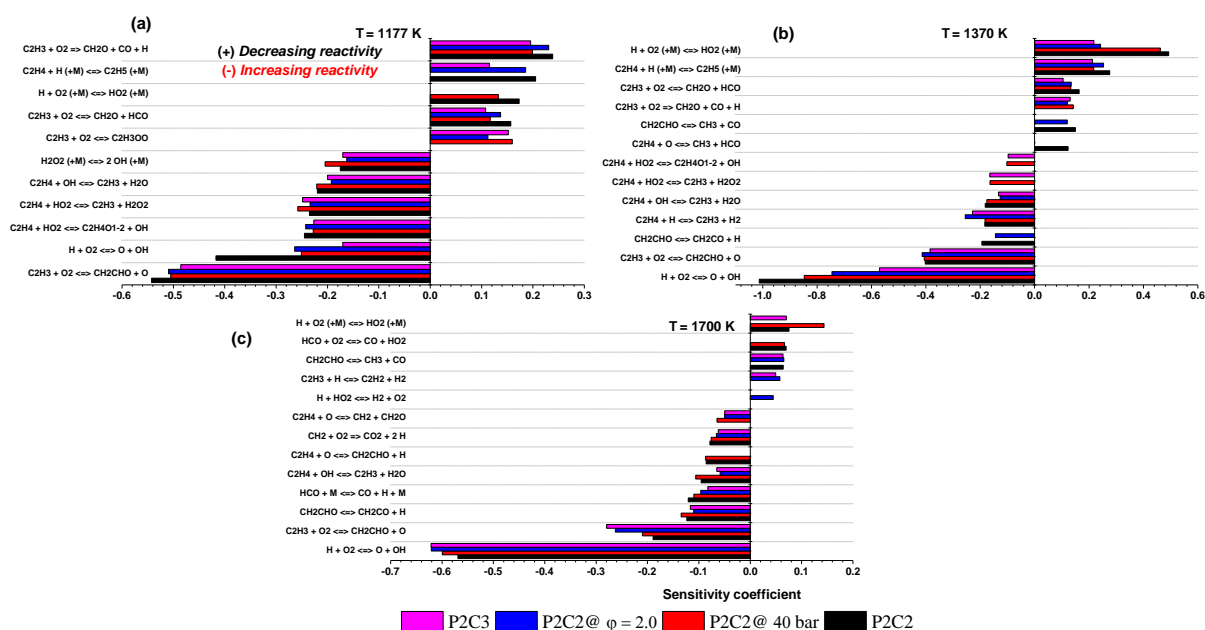 (a)
T = 1177 K
(+) Decreasing reactivity
(-) Increasing reactivity
C2H3 + O2 => CH2O + CO + H
C2H4 + H (+M) <=> C2H5 (+M)
H + O2 (+M) <=> HO2 (+M)
C2H3 + O2 <=> CH2O + HCO
C2H3 + O2 <=> C2H3OO
H2O2 (+M) <=> 2 OH (+M)
C2H4 + OH <=> C2H3 + H2O
C2H4 + HO2 <=> C2H3 + H2O2
C2H4 + HO2 <=> C2H4O1-2 + OH
H + O2 <=> O + OH
C2H3 + O2 <=> CH2CHO + O
-0.6 -0.5 -0.4 -0.3 -0.2 -0.1 0.0 0.1 0.2 0.3
(b)
T = 1370 K
H + O2 (+M) <=> HO2 (+M)
C2H4 + H (+M) <=> C2H5 (+M)
C2H3 + O2 <=> CH2O + HCO
C2H3 + O2 => CH2O + CO + H
CH2CHO <=> CH3 + CO
C2H4 + O <=> CH3 + HCO
C2H4 + HO2 <=> C2H4O1-2 + OH
C2H4 + HO2 <=> C2H3 + H2O2
C2H4 + OH <=> C2H3 + H2O
C2H4 + H <=> C2H3 + H2
CH2CHO <=> CH2CO + H
C2H3 + O2 <=> CH2CHO + O
H + O2 <=> O + OH
-1.0 -0.8 -0.6 -0.4 -0.2 0.0 0.2 0.4 0.6
(c)
T = 1700 K
H + O2 (+M) <=> HO2 (+M)
HCO + O2 <=> CO + HO2
CH2CHO <=> CH3 + CO
C2H3 + H <=> C2H2 + H2
H + HO2 <=> H2 + O2
C2H4 + O <=> CH2 + CH2O
CH2 + O2 => CO2 + 2 H
C2H4 + O <=> CH2CHO + H
C2H4 + OH <=> C2H3 + H2O
HCO + M <=> CO + H + M
CH2CHO <=> CH2CO + H
C2H3 + O2 <=> CH2CHO + O
H + O2 <=> O + OH
-0.7 -0.6 -0.5 -0.4 -0.3 -0.2 -0.1 0.0 0.1 0.2
Sensitivity coefficient
P2C3 P2C2@ φ = 2.0 P2C2@ 40 bar P2C2